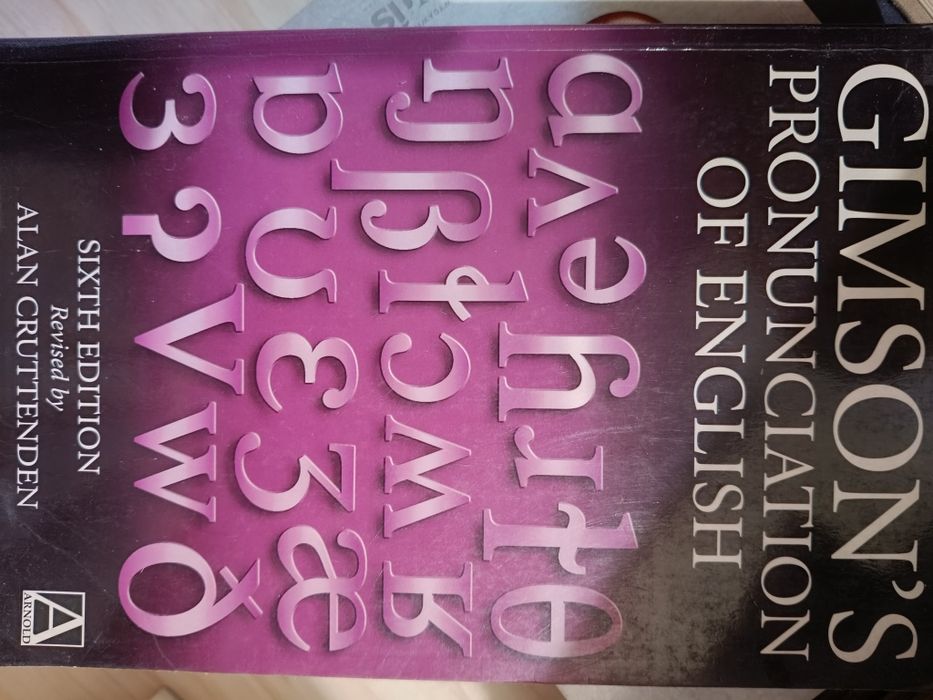 GIMSON'S
PRONUNCIATION
OF ENGLISH
θ
β
ɒ ʊ ɛ ʒ æ
ɜ ʔ ð
SIXTH EDITION
Revised by
ALAN CRUTTENDEN
ARNOLD